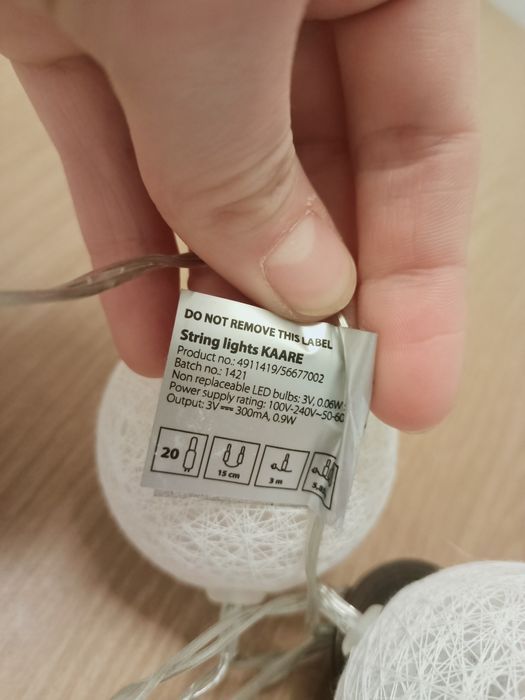 DO NOT REMOVE THIS LABEL
String lights KAARE
Product no.: 4911419/56677002
Batch no.: 1421
Non replaceable LED bulbs: 3V, 0.06W
Power supply rating: 100V-240V~50-60
Output: 3V⎓ 300mA, 0.9W
20 15 cm 3 m